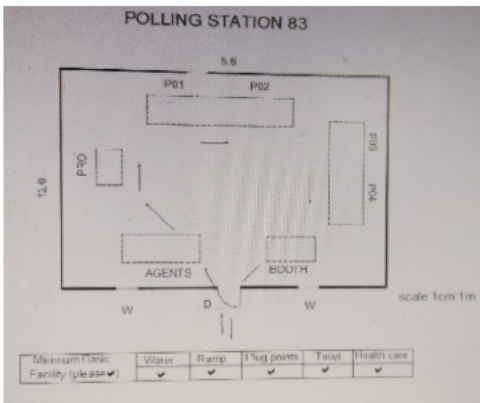 POLLING STATION 83
5.6
P01 P02
PRO
P03
P04
12.0
AGENTS
BOOTH
W
D
W
scale 1cm:1m
Minimum Basic Water Ramp Plug points Toilet Health care
Facility (please✔) ✔ ✔ ✔ ✔ ✔